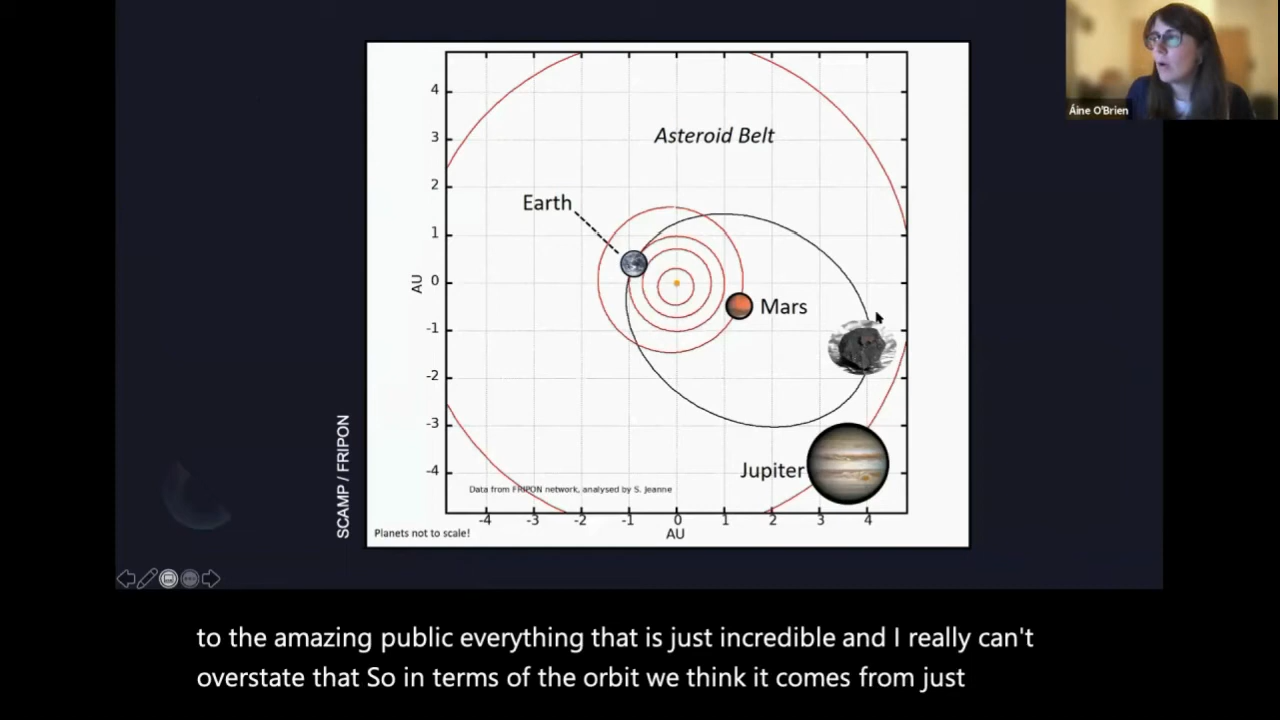 Áine O'Brien
Asteroid Belt
Earth
Mars
Jupiter
AU
4
3
2
1
0
-1
-2
-3
-4
Data from FRIPON network, analysed by S. Jeanne
-4 -3 -2 -1 0 1 2 3 4
AU
Planets not to scale!
SCAMP / FRIPON
to the amazing public everything that is just incredible and I really can't
overstate that So in terms of the orbit we think it comes from just